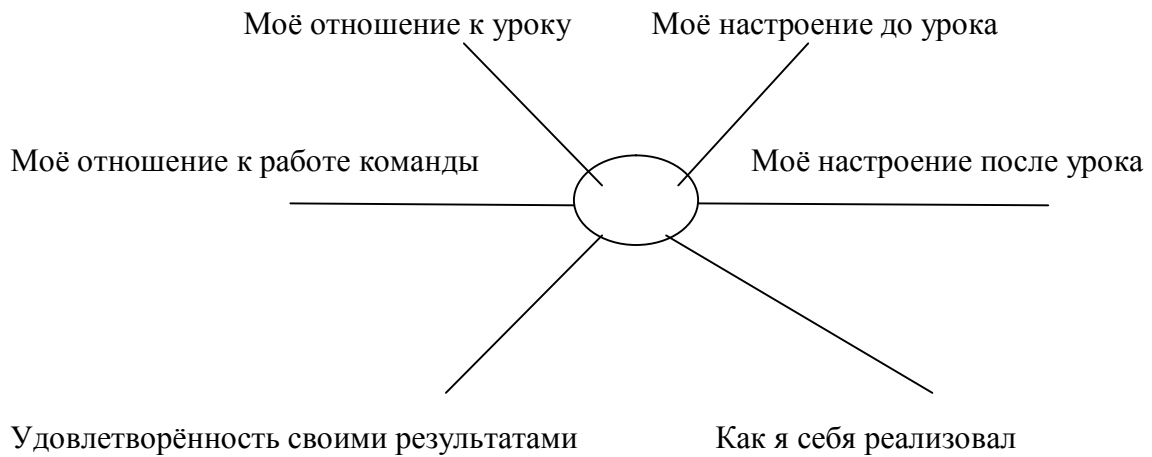 Моё отношение к уроку
Моё настроение до урока
Моё отношение к работе команды
Моё настроение после урока
Удовлетворённость своими результатами
Как я себя реализовал